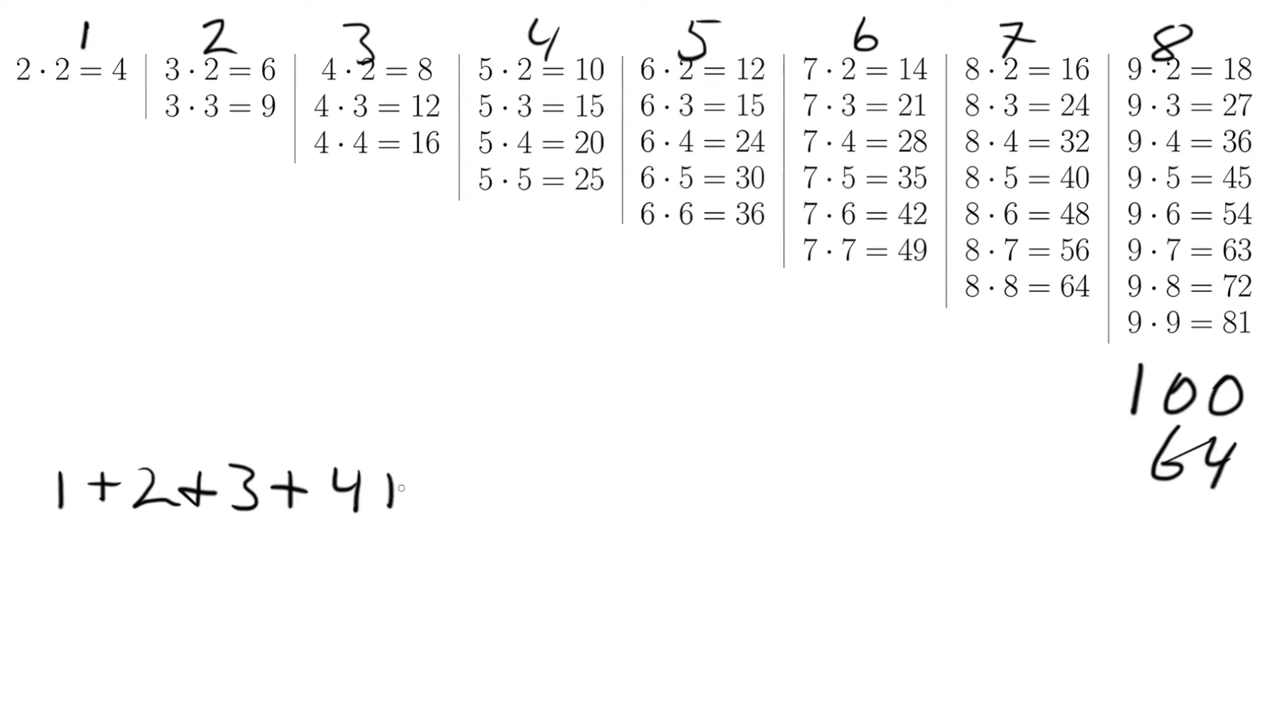 1 2 3 4 5 6 7 8
2 · 2 = 4 3 · 2 = 6 4 · 2 = 8 5 · 2 = 10 6 · 2 = 12 7 · 2 = 14 8 · 2 = 16 9 · 2 = 18
3 · 3 = 9 4 · 3 = 12 5 · 3 = 15 6 · 3 = 15 7 · 3 = 21 8 · 3 = 24 9 · 3 = 27
4 · 4 = 16 5 · 4 = 20 6 · 4 = 24 7 · 4 = 28 8 · 4 = 32 9 · 4 = 36
5 · 5 = 25 6 · 5 = 30 7 · 5 = 35 8 · 5 = 40 9 · 5 = 45
6 · 6 = 36 7 · 6 = 42 8 · 6 = 48 9 · 6 = 54
7 · 7 = 49 8 · 7 = 56 9 · 7 = 63
8 · 8 = 64 9 · 8 = 72
9 · 9 = 81
100
64
1 + 2 + 3 + 4 1